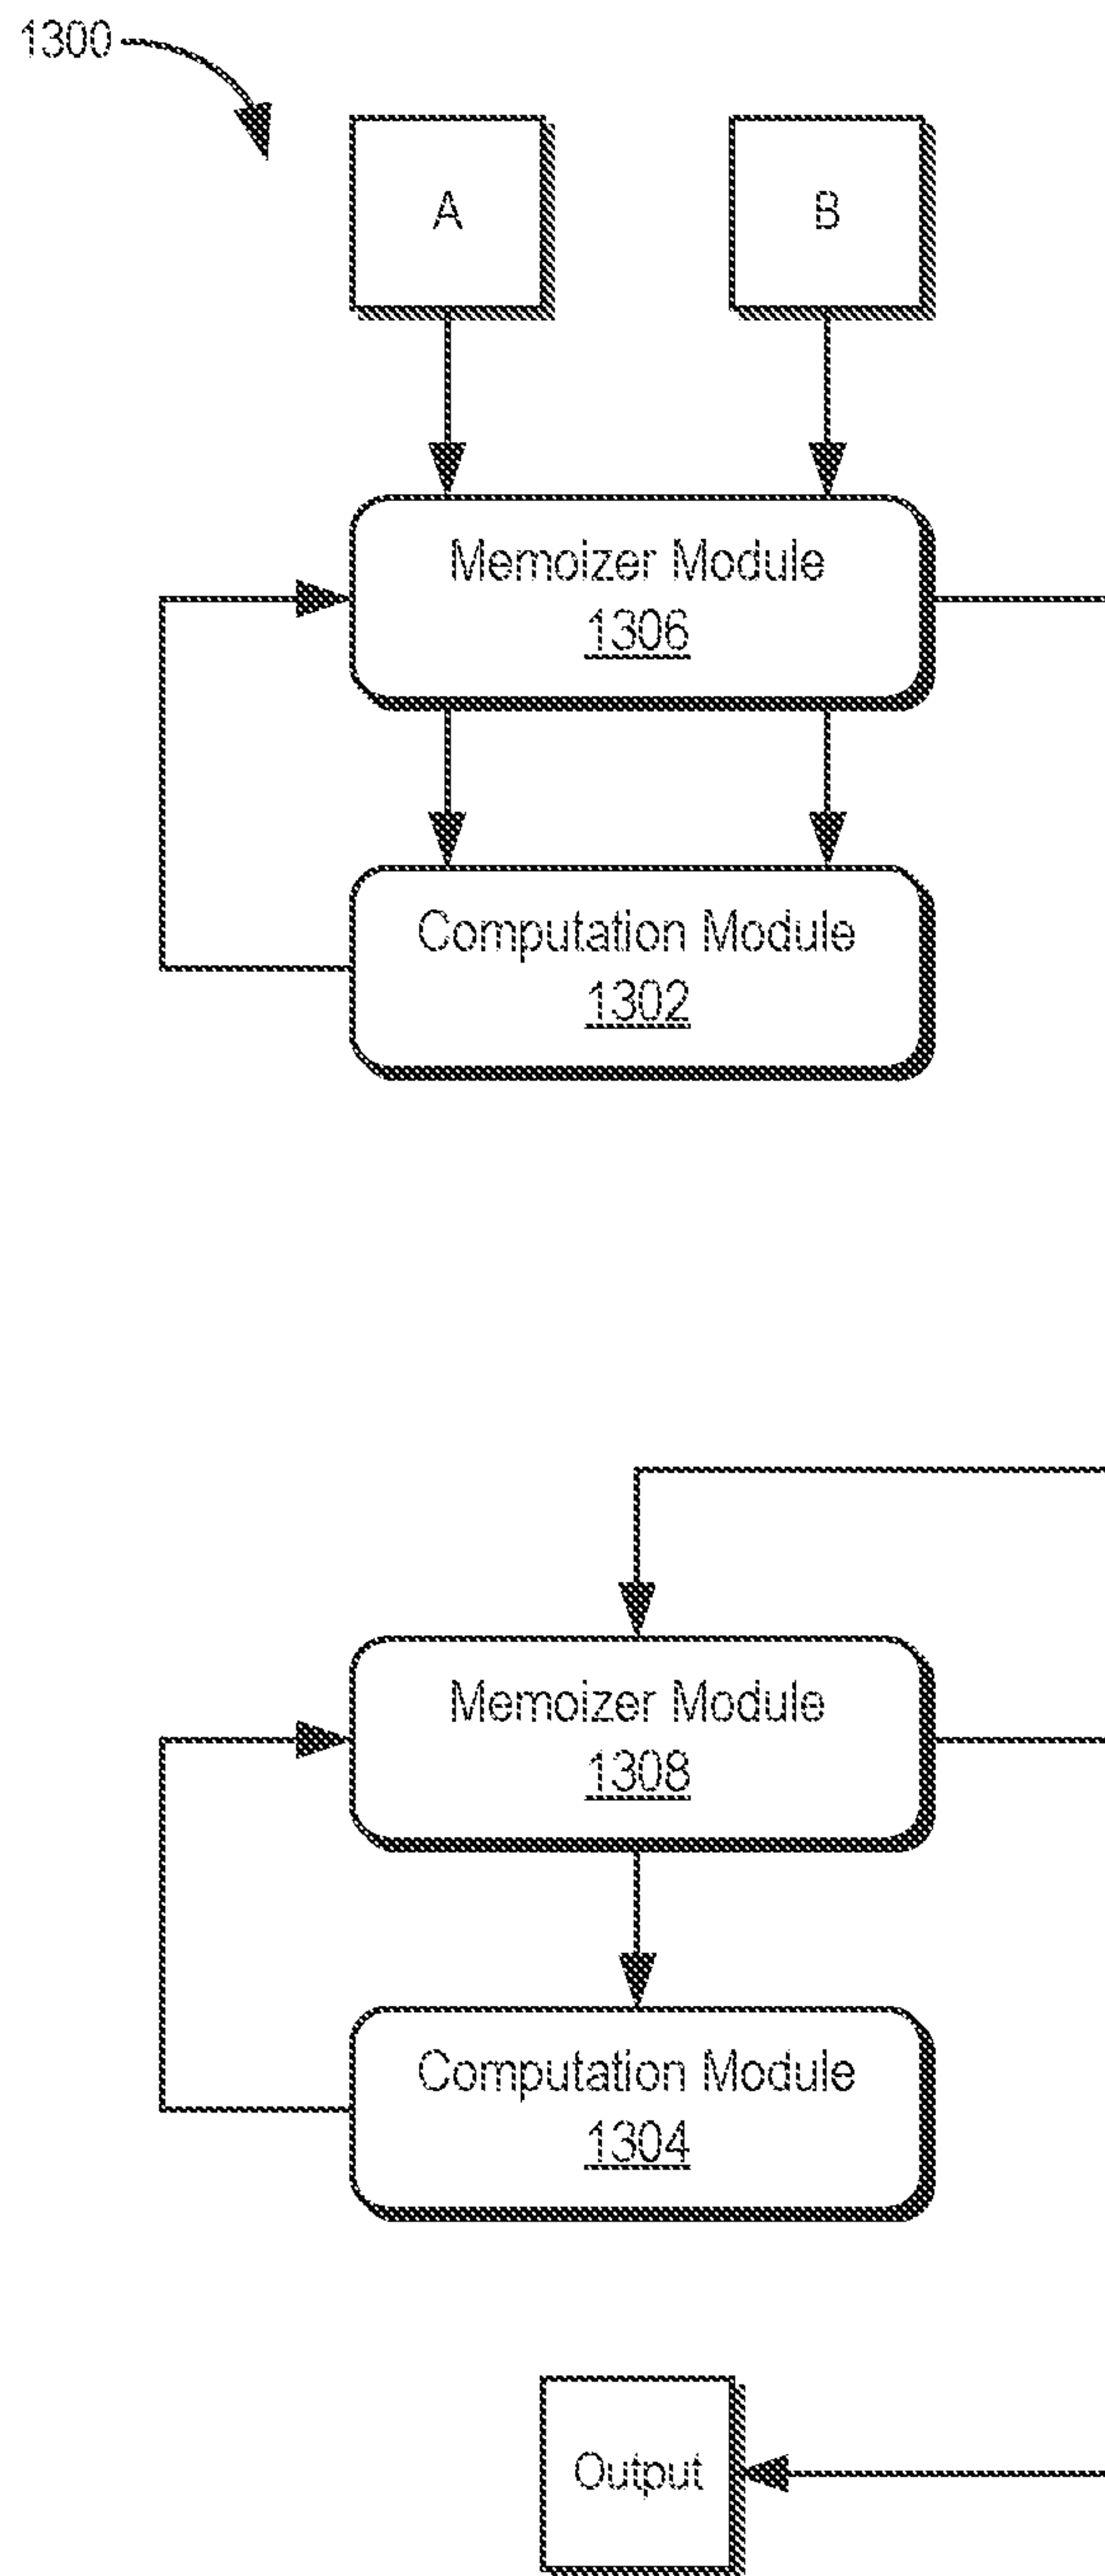 1300
A
B
Memoizer Module
1306
Computation Module
1302
Memoizer Module
1308
Computation Module
1304
Output